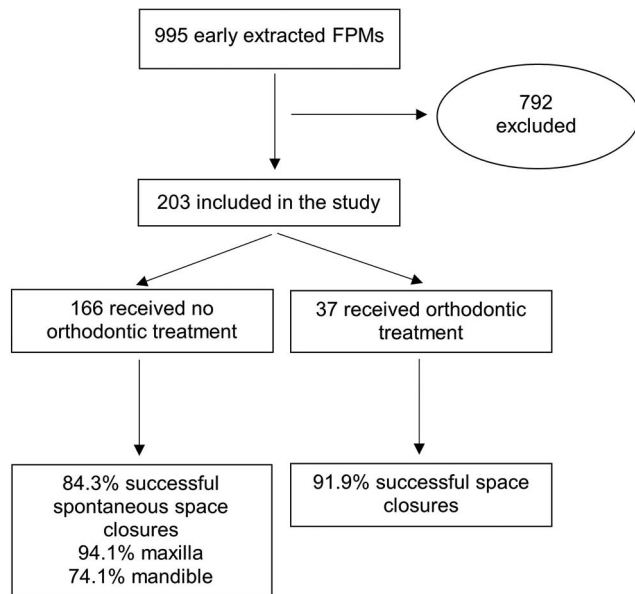 995 early extracted FPMs
792
excluded
203 included in the study
166 received no
orthodontic treatment
37 received orthodontic
treatment
84.3% successful
spontaneous space
closures
94.1% maxilla
74.1% mandible
91.9% successful space
closures